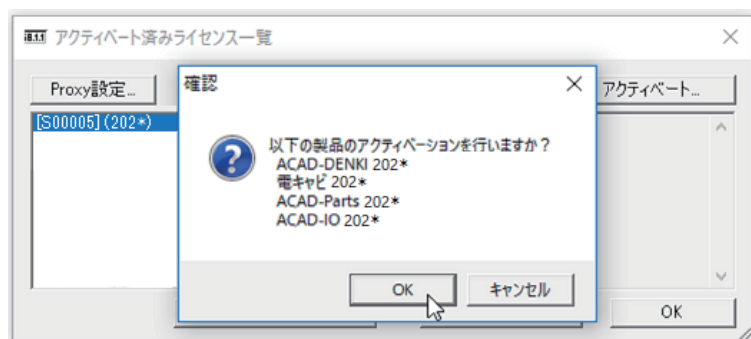 アクティベート済みライセンス一覧
Proxy設定...
アクティベート...
[S00005] (202*)
確認
以下の製品のアクティベーションを行いますか？
ACAD-DENKI 202*
電キャビ 202*
ACAD-Parts 202*
ACAD-IO 202*
OK
キャンセル
OK